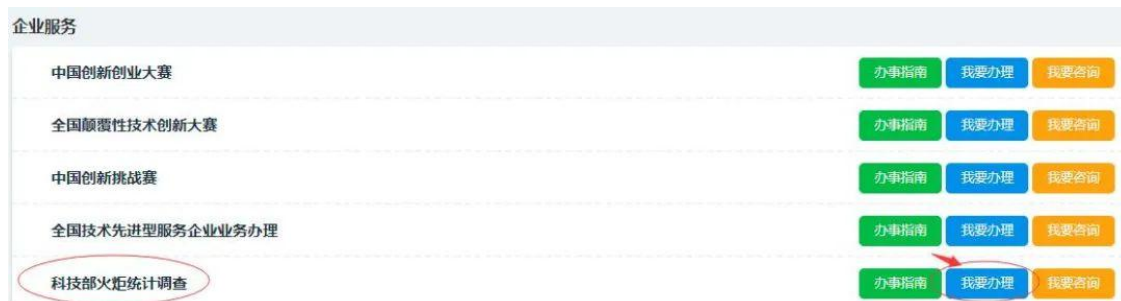 企业服务
中国创新创业大赛 办事指南 我要办理 我要咨询
全国颠覆性技术创新大赛 办事指南 我要办理 我要咨询
中国创新挑战赛 办事指南 我要办理 我要咨询
全国技术先进型服务企业业务办理 办事指南 我要办理 我要咨询
科技部火炬统计调查 办事指南 我要办理 我要咨询